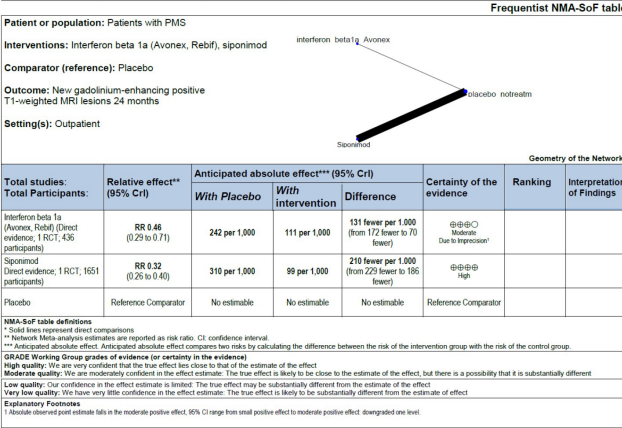 Frequentist NMA-SoF table
Patient or population: Patients with PMS
Interventions: Interferon beta 1a (Avonex, Rebif), siponimod
Comparator (reference): Placebo
Outcome: New gadolinium-enhancing positive
T1-weighted MRI lesions 24 months
Setting(s): Outpatient
interferon beta1a Avonex
placebo notreatm
Siponimod
Geometry of the Network
Total studies:
Total Participants:
Relative effect**
(95% CrI)
Anticipated absolute effect*** (95% CrI)
With Placebo
With
intervention
Difference
Certainty of the
evidence
Ranking
Interpretation
of Findings
Interferon beta 1a
(Avonex, Rebif) (Direct
evidence; 1 RCT; 436
participants)
RR 0.46
(0.29 to 0.71)
242 per 1,000
111 per 1,000
131 fewer per 1.000
(from 172 fewer to 70
fewer)
⊕⊕⊕◯
Moderate
Due to Imprecision¹
Siponimod
Direct evidence; 1 RCT; 1651
participants)
RR 0.32
(0.26 to 0.40)
310 per 1,000
99 per 1,000
210 fewer per 1.000
(from 229 fewer to 186
fewer)
⊕⊕⊕⊕
High
Placebo
Reference Comparator
No estimable
No estimable
No estimable
Reference Comparator
NMA-SoF table definitions
* Solid lines represent direct comparisons
** Network Meta-analysis estimates are reported as risk ratio. CI: confidence interval.
*** Anticipated absolute effect. Anticipated absolute effect compares two risks by calculating the difference between the risk of the intervention group with the risk of the control group.
GRADE Working Group grades of evidence (or certainty in the evidence)
High quality: We are very confident that the true effect lies close to that of the estimate of the effect
Moderate quality: We are moderately confident in the effect estimate: The true effect is likely to be close to the estimate of the effect, but there is a possibility that it is substantially different
Low quality: Our confidence in the effect estimate is limited: The true effect may be substantially different from the estimate of the effect
Very low quality: We have very little confidence in the effect estimate: The true effect is likely to be substantially different from the estimate of effect
Explanatory Footnotes
1 Absolute observed point estimate falls in the moderate positive effect, 95% CI range from small positive effect to moderate positive effect: downgraded one level.